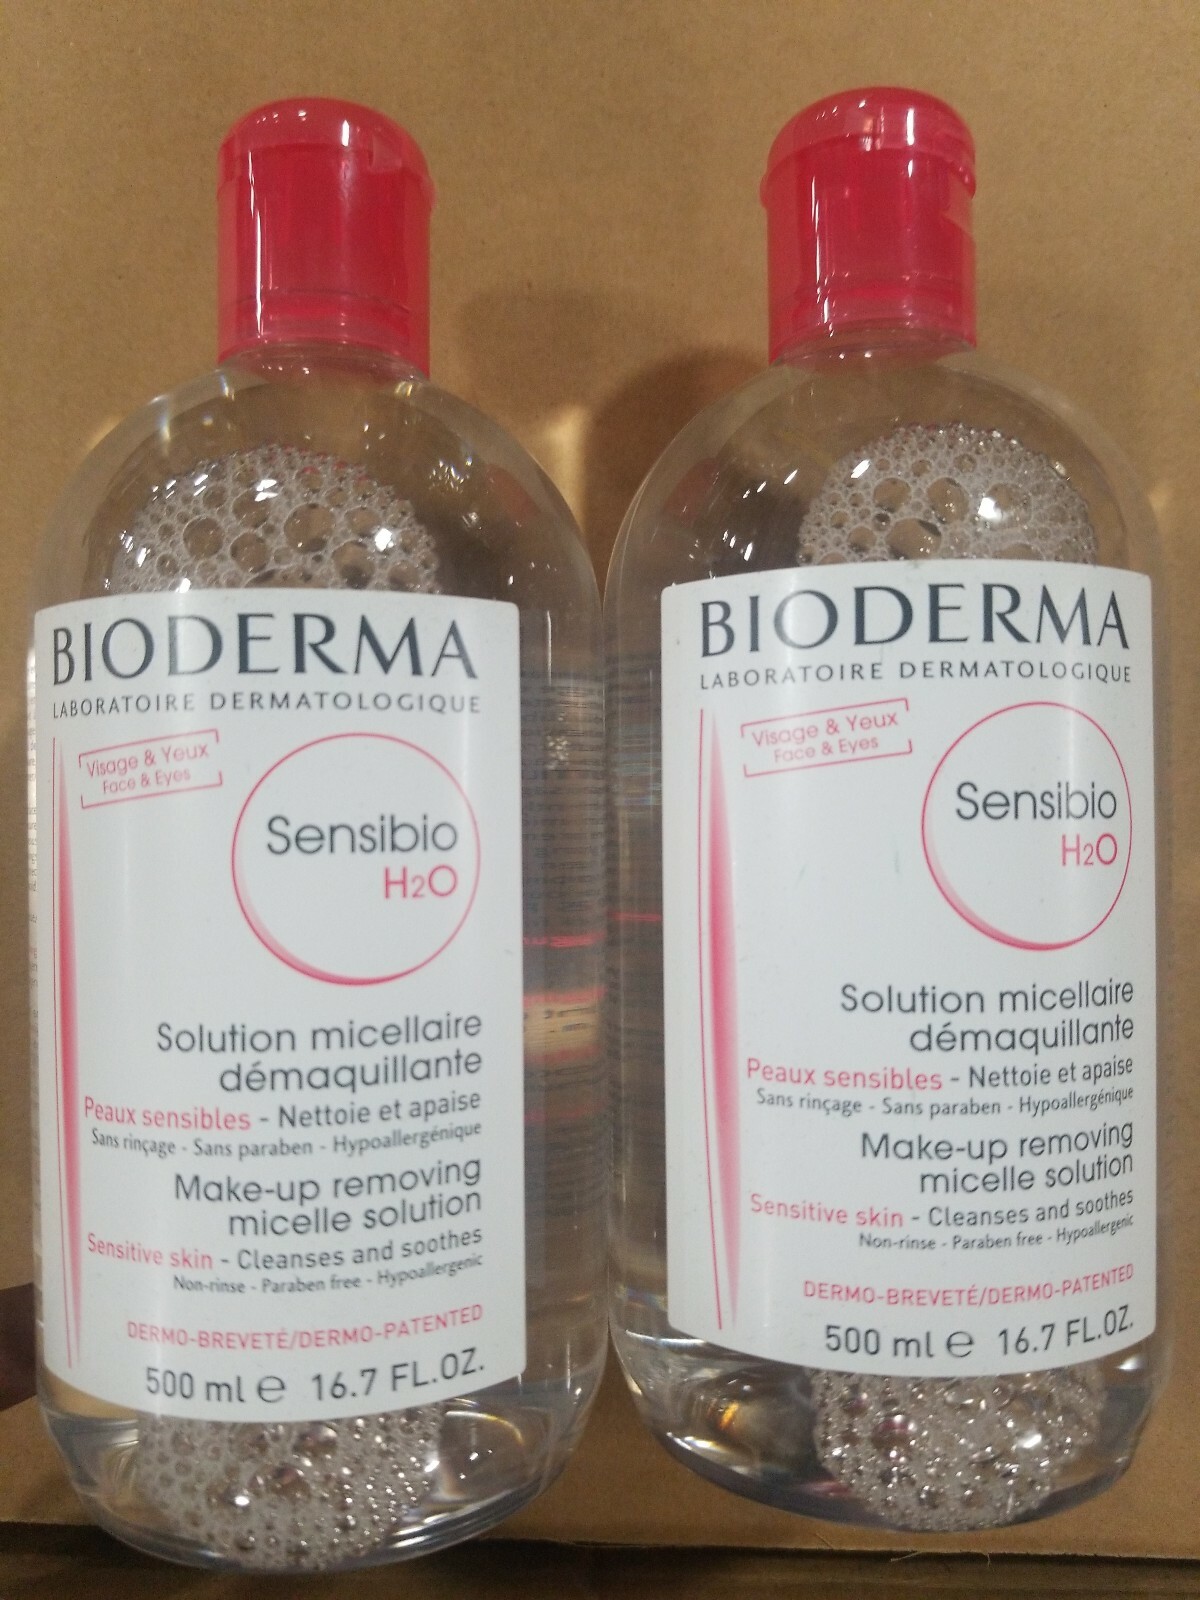 BIODERMA
LABORATOIRE DERMATOLOGIQUE
Visage & Yeux
Face & Eyes
Sensibio
H2O
Solution micellaire
démaquillante
Peaux sensibles - Nettoie et apaise
Sans rinçage - Sans paraben - Hypoallergénique
Make-up removing
micelle solution
Sensitive skin - Cleanses and soothes
Non-rinse - Paraben free - Hypoallergenic
DERMO-BREVETÉ/DERMO-PATENTED
500 ml e 16.7 FL.OZ.
BIODERMA
LABORATOIRE DERMATOLOGIQUE
Visage & Yeux
Face & Eyes
Sensibio
H2O
Solution micellaire
démaquillante
Peaux sensibles - Nettoie et apaise
Sans rinçage - Sans paraben - Hypoallergénique
Make-up removing
micelle solution
Sensitive skin - Cleanses and soothes
Non-rinse - Paraben free - Hypoallergenic
DERMO-BREVETÉ/DERMO-PATENTED
500 ml e 16.7 FL.OZ.